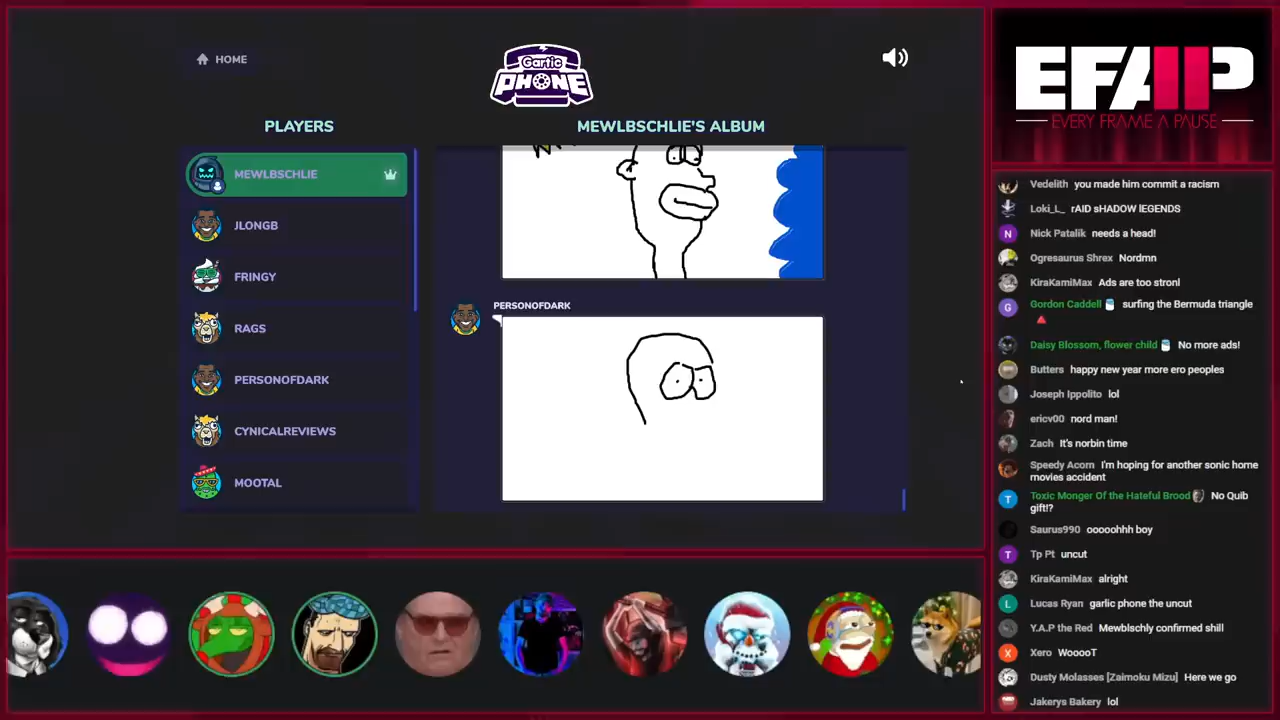 HOME
Gartic
PHONE
PLAYERS
MEWLBSCHLIE
JLONGB
FRINGY
RAGS
PERSONOFDARK
CYNICALREVIEWS
MOOTAL
MEWLBSCHLIE'S ALBUM
PERSONOFDARK
EFAP
EVERY FRAME A PAUSE
Vedelith you made him commit a racism
Loki_L_ rAID sHADOW lEGENDS
N Nick Patalik needs a head!
Ogresaurus Shrex Nordmn
KiraKamiMax Ads are too stronl
G Gordon Caddell surfing the Bermuda triangle
Daisy Blossom, flower child No more ads!
Butters happy new year more ero peoples
Joseph Ippolito lol
ericv00 nord man!
Zach It's norbin time
Speedy Acorn I'm hoping for another sonic home
movies accident
T Toxic Monger Of the Hateful Brood No Quib
gift!?
Saurus990 ooooohhh boy
T Tp Pt uncut
KiraKamiMax alright
L Lucas Ryan garlic phone the uncut
Y.A.P the Red Mewblschly confirmed shill
X Xero WooooT
Dusty Molasses [Zaimoku Mizu] Here we go
Jakerys Bakery lol